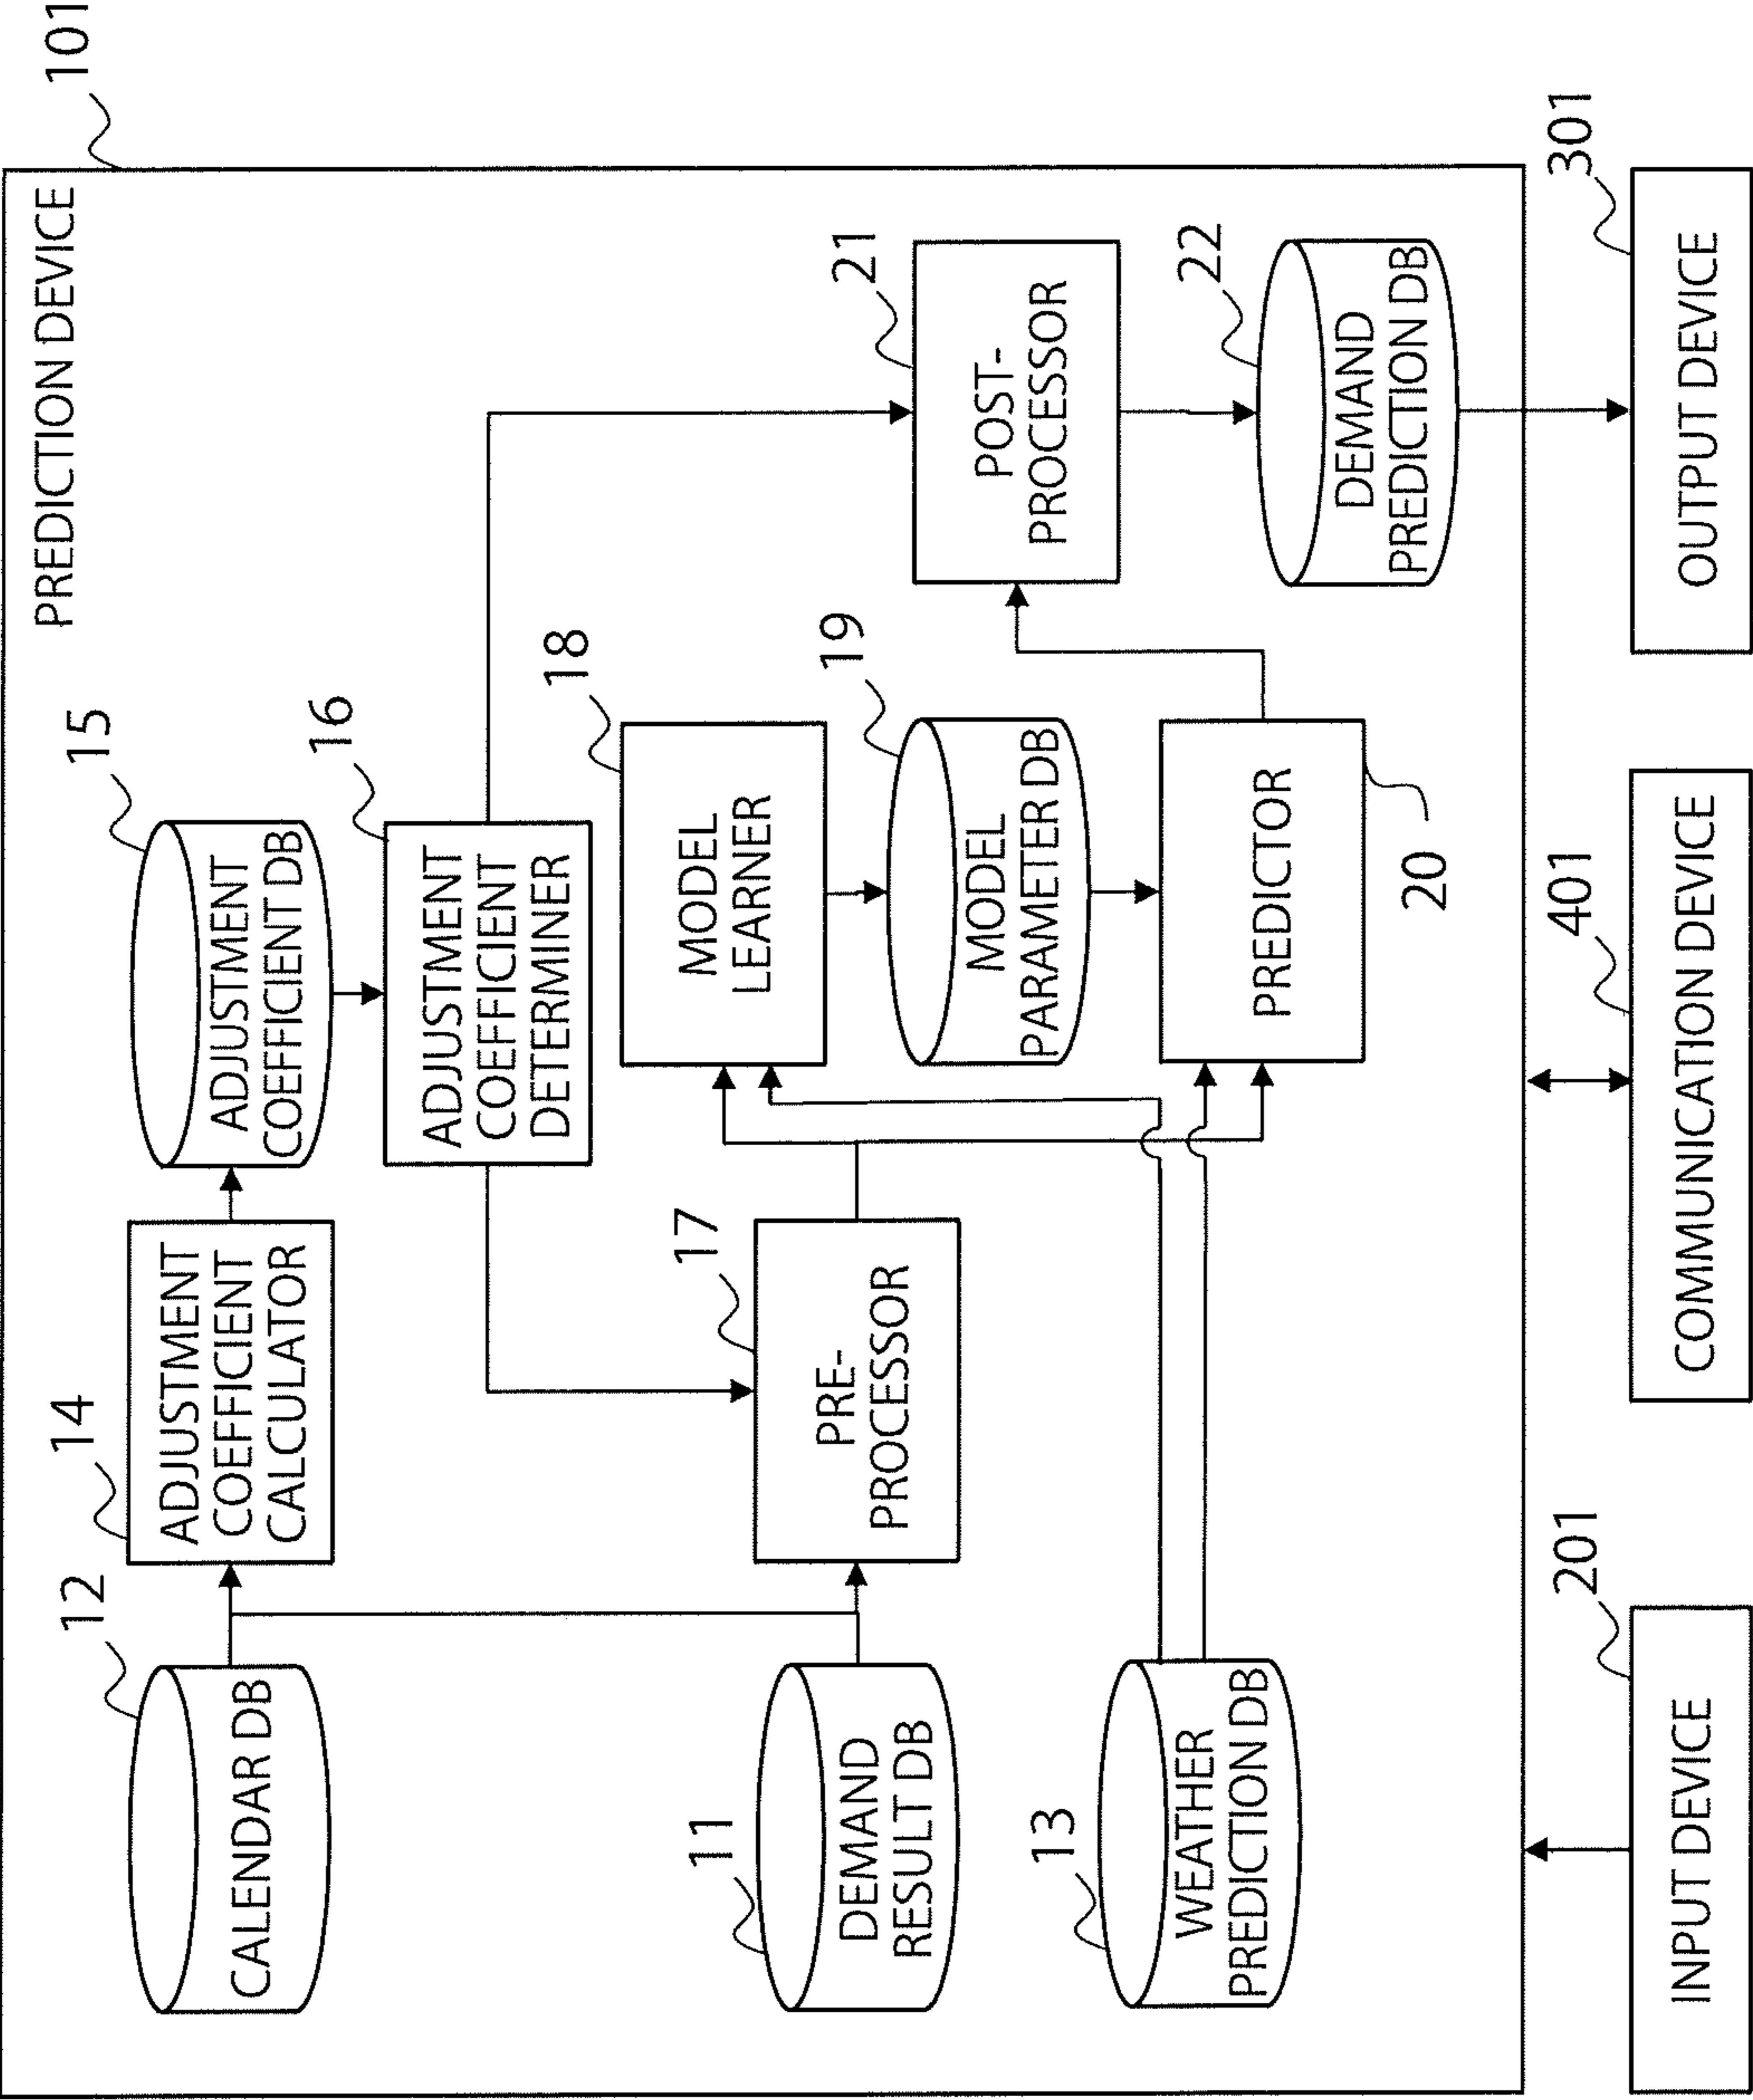 PREDICTION DEVICE
101
12
CALENDAR DB
14
ADJUSTMENT
COEFFICIENT
CALCULATOR
15
ADJUSTMENT
COEFFICIENT DB
16
ADJUSTMENT
COEFFICIENT
DETERMINER
11
DEMAND
RESULT DB
17
PRE-
PROCESSOR
18
MODEL
LEARNER
19
MODEL
PARAMETER DB
21
POST-
PROCESSOR
13
WEATHER
PREDICTION DB
PREDICTOR
20
22
DEMAND
PREDICTION DB
201
INPUT DEVICE
401
COMMUNICATION DEVICE
301
OUTPUT DEVICE